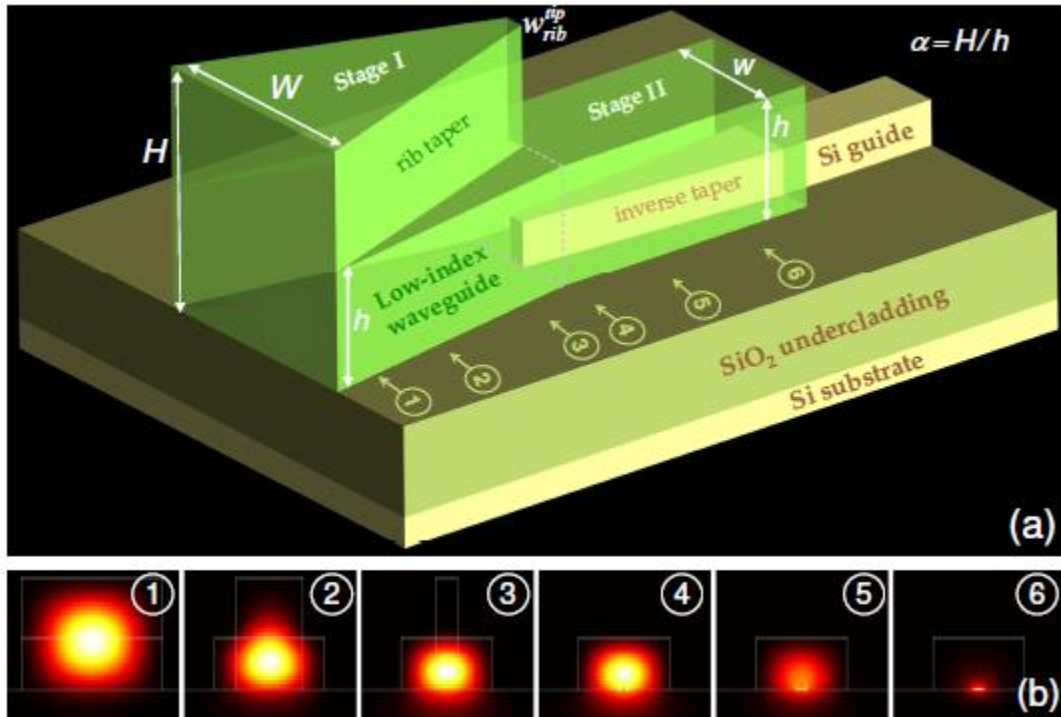 w_rib^tip
α = H/h
Stage I
W
w
Stage II
H
rib taper
h
Si guide
inverse taper
Low-index
waveguide
h
6
5
4
3
2
1
SiO₂ undercladding
Si substrate
(a)
1 2 3 4 5 6
(b)